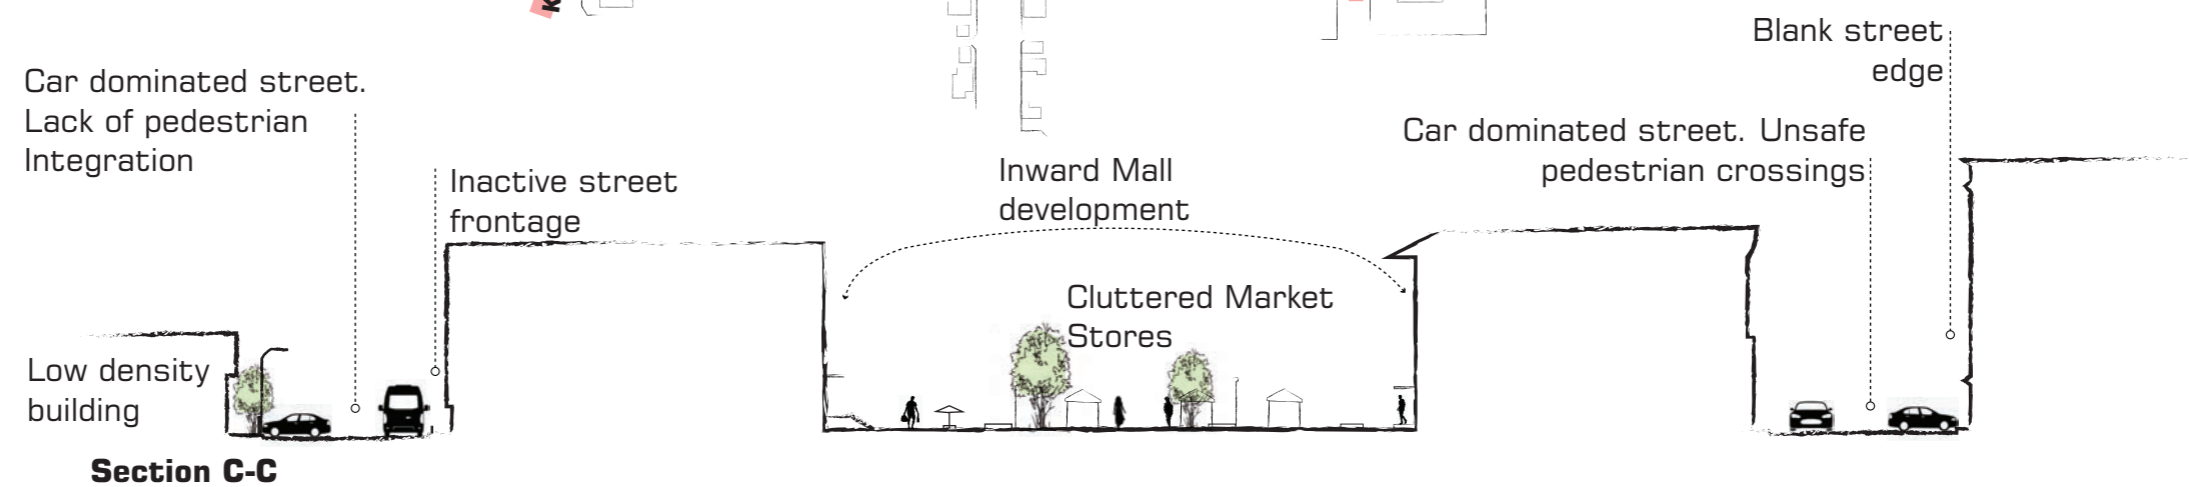 Car dominated street.
Lack of pedestrian
Integration
Inactive street
frontage
Low density
building
Inward Mall
development
Cluttered Market
Stores
Car dominated street. Unsafe
pedestrian crossings
Blank street
edge
Section C-C